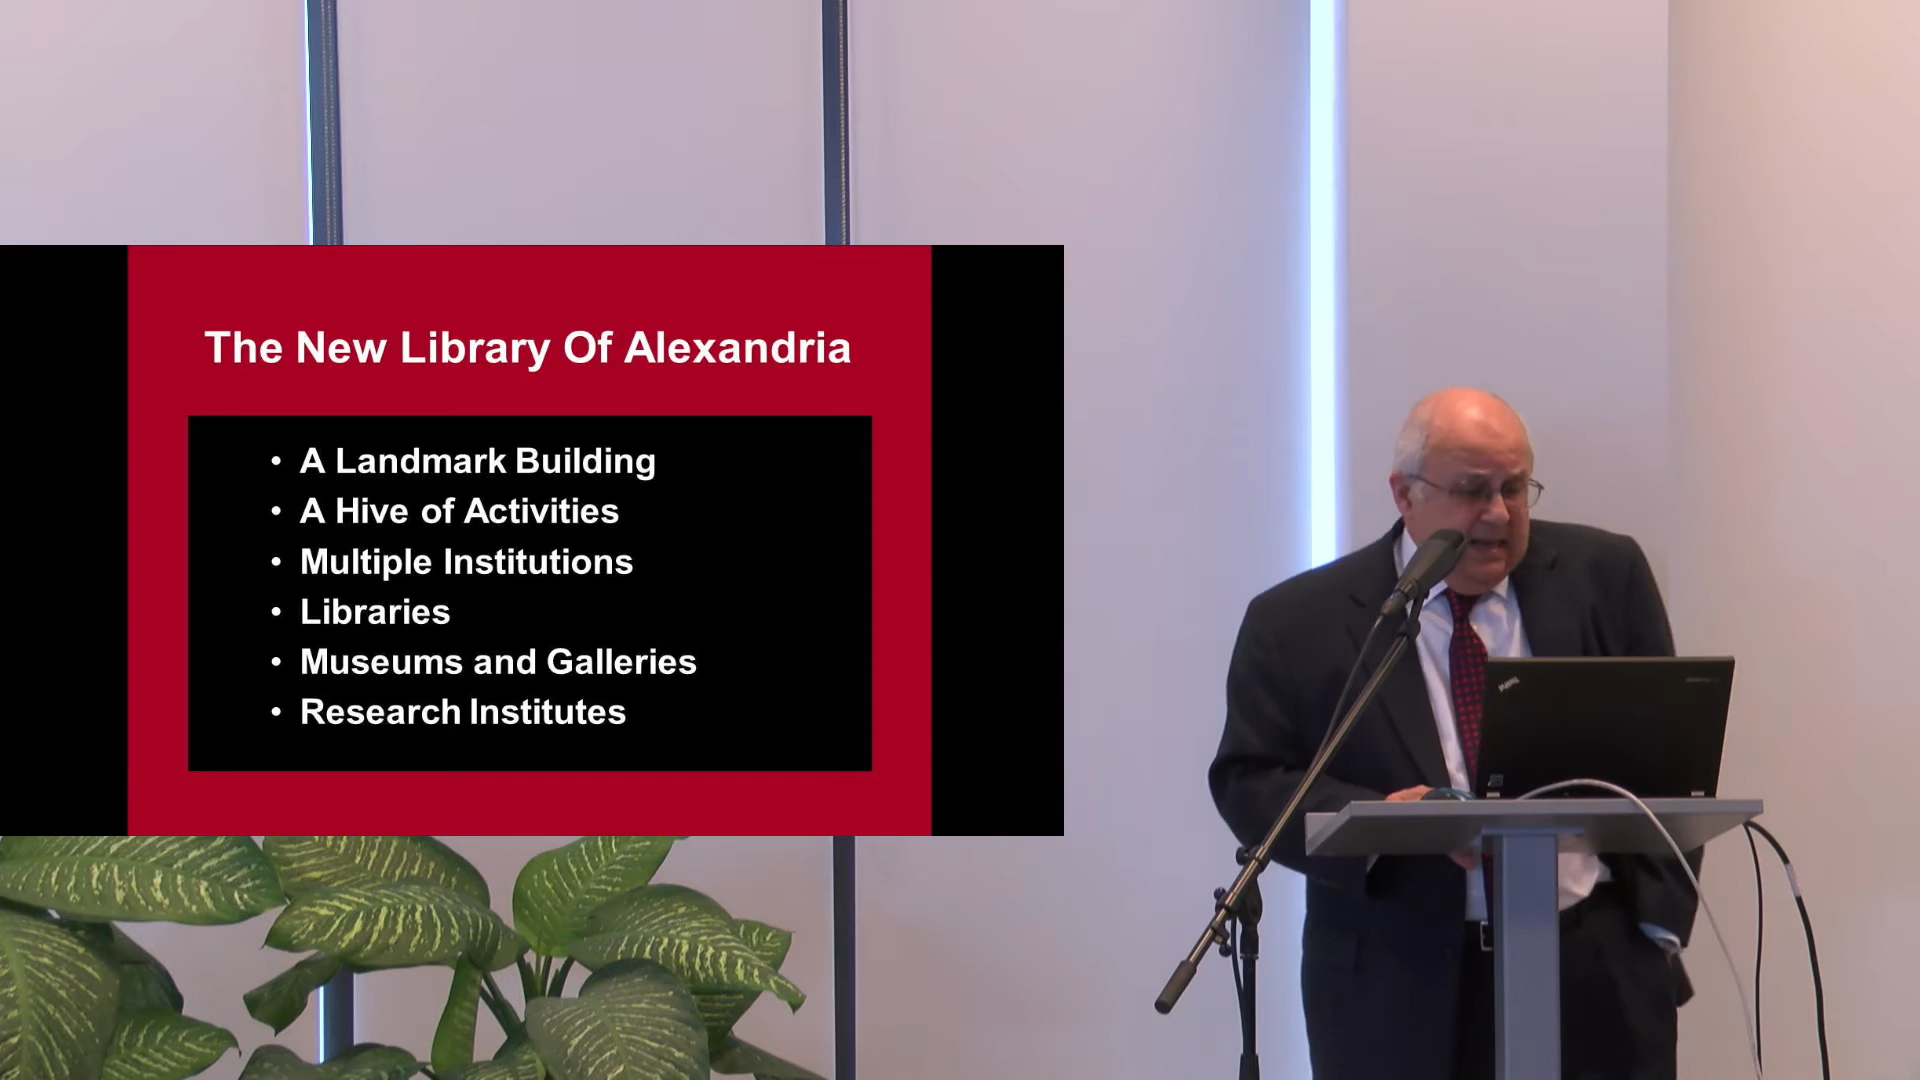 The New Library Of Alexandria
• A Landmark Building
• A Hive of Activities
• Multiple Institutions
• Libraries
• Museums and Galleries
• Research Institutes